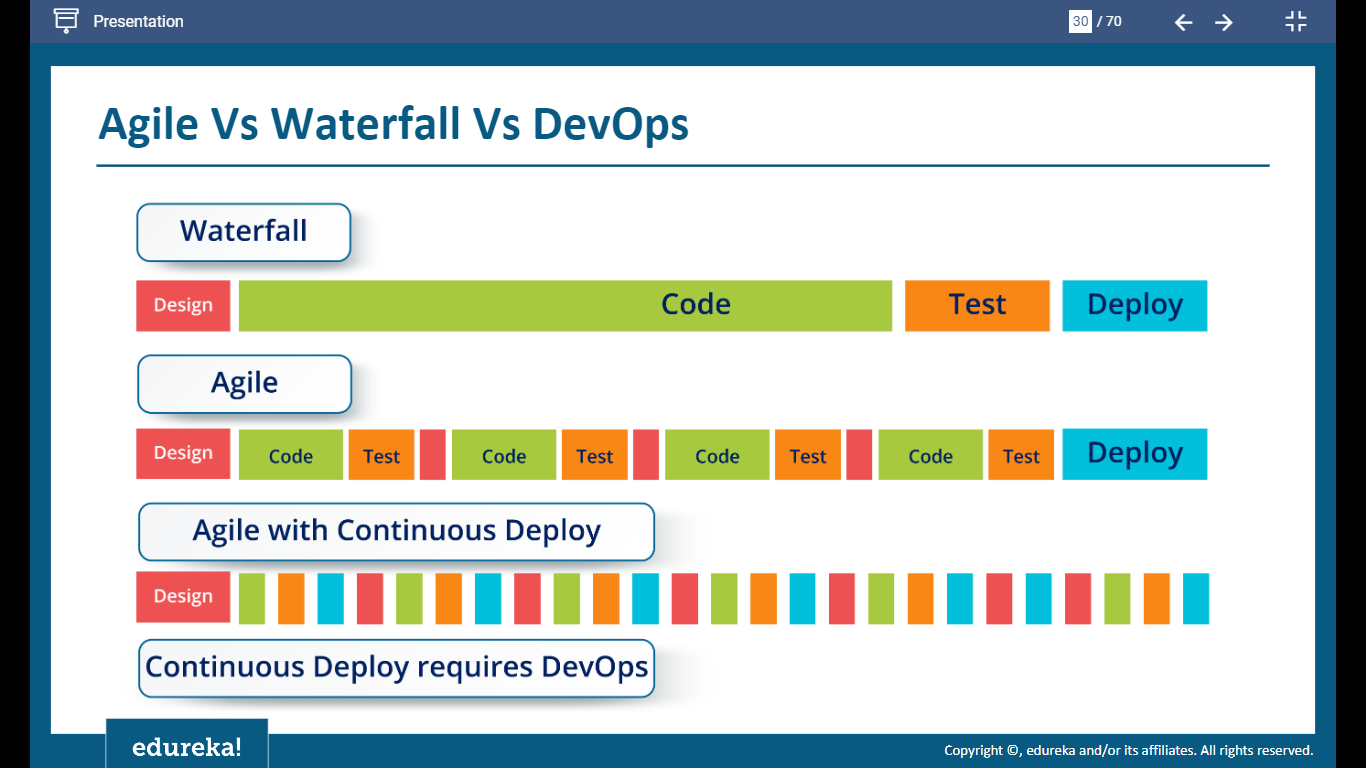 Presentation
30 / 70
Agile Vs Waterfall Vs DevOps
Waterfall
Design Code Test Deploy
Agile
Design Code Test Code Test Code Test Code Test Deploy
Agile with Continuous Deploy
Design
Continuous Deploy requires DevOps
edureka!
Copyright ©, edureka and/or its affiliates. All rights reserved.